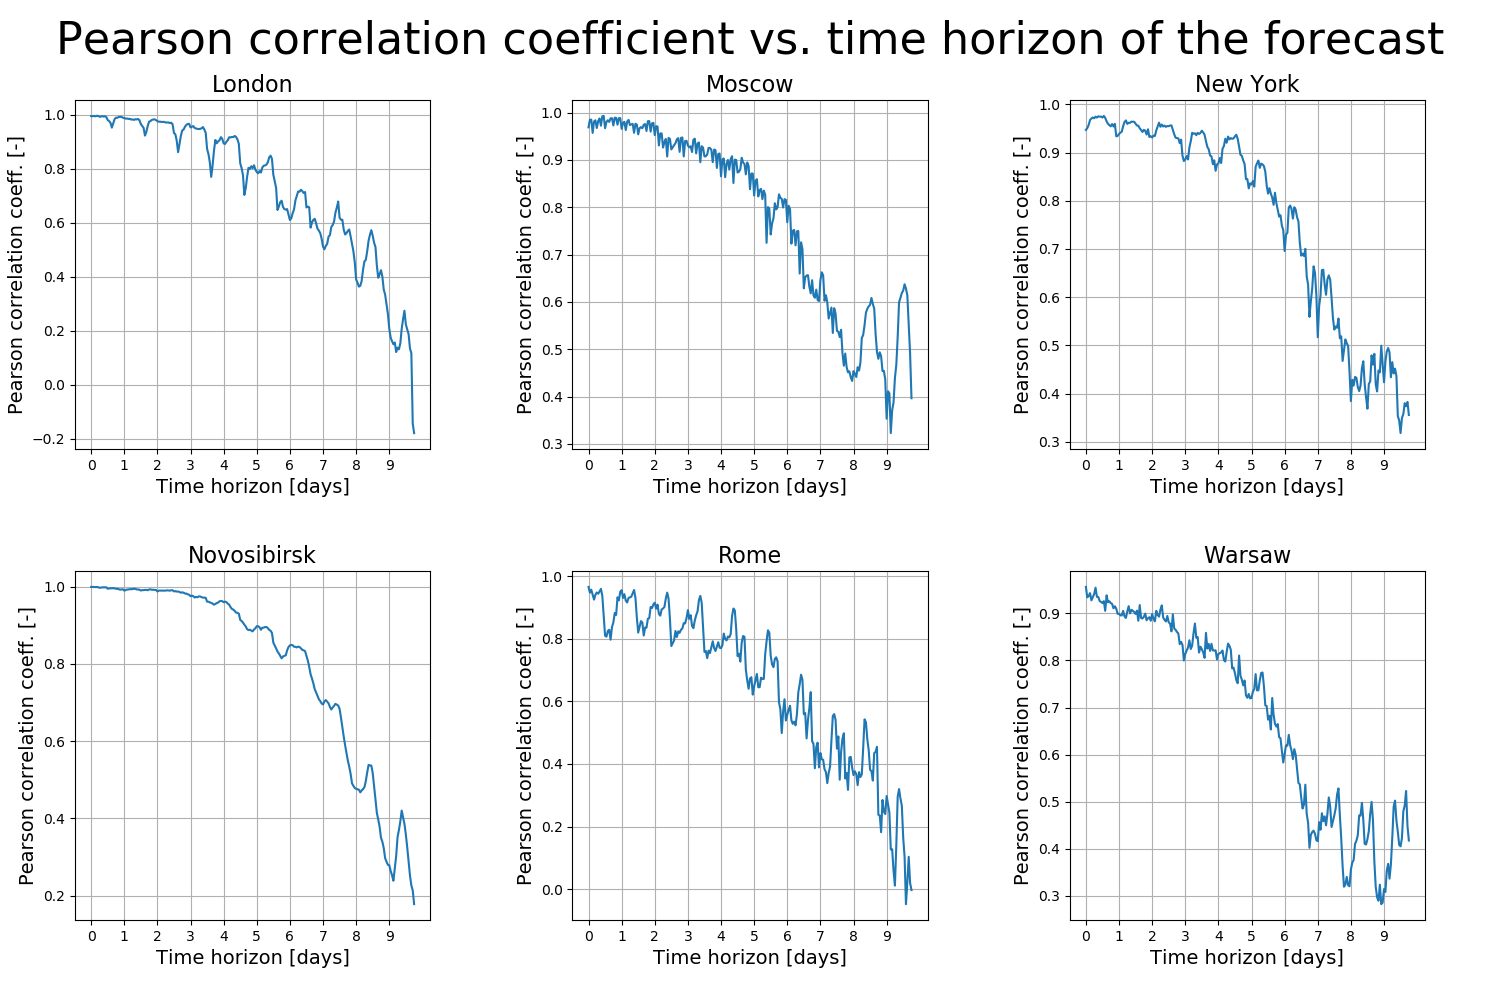 Pearson correlation coefficient vs. time horizon of the forecast
London
Pearson correlation coeff. [-]
1.0
0.8
0.6
0.4
0.2
0.0
−0.2
0 1 2 3 4 5 6 7 8 9
Time horizon [days]
Moscow
Pearson correlation coeff. [-]
1.0
0.9
0.8
0.7
0.6
0.5
0.4
0.3
0 1 2 3 4 5 6 7 8 9
Time horizon [days]
New York
Pearson correlation coeff. [-]
1.0
0.9
0.8
0.7
0.6
0.5
0.4
0.3
0 1 2 3 4 5 6 7 8 9
Time horizon [days]
Novosibirsk
Pearson correlation coeff. [-]
1.0
0.8
0.6
0.4
0.2
0 1 2 3 4 5 6 7 8 9
Time horizon [days]
Rome
Pearson correlation coeff. [-]
1.0
0.8
0.6
0.4
0.2
0.0
0 1 2 3 4 5 6 7 8 9
Time horizon [days]
Warsaw
Pearson correlation coeff. [-]
0.9
0.8
0.7
0.6
0.5
0.4
0.3
0 1 2 3 4 5 6 7 8 9
Time horizon [days]